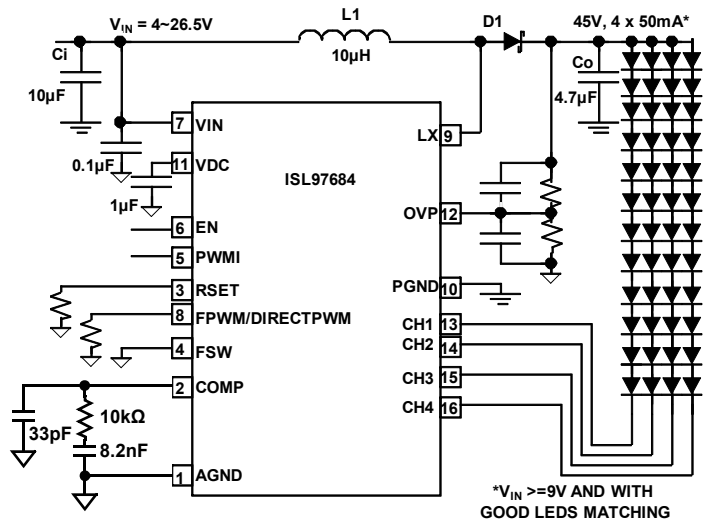 V_IN = 4~26.5V
L1
10µH
D1
45V, 4 x 50mA*
Ci
10µF
Co
4.7µF
0.1µF
1µF
ISL97684
7 VIN
11 VDC
6 EN
5 PWMI
3 RSET
8 FPWM/DIRECTPWM
4 FSW
2 COMP
1 AGND
LX 9
OVP 12
PGND 10
CH1 13
CH2 14
CH3 15
CH4 16
33pF
10kΩ
8.2nF
*V_IN >=9V AND WITH
GOOD LEDS MATCHING